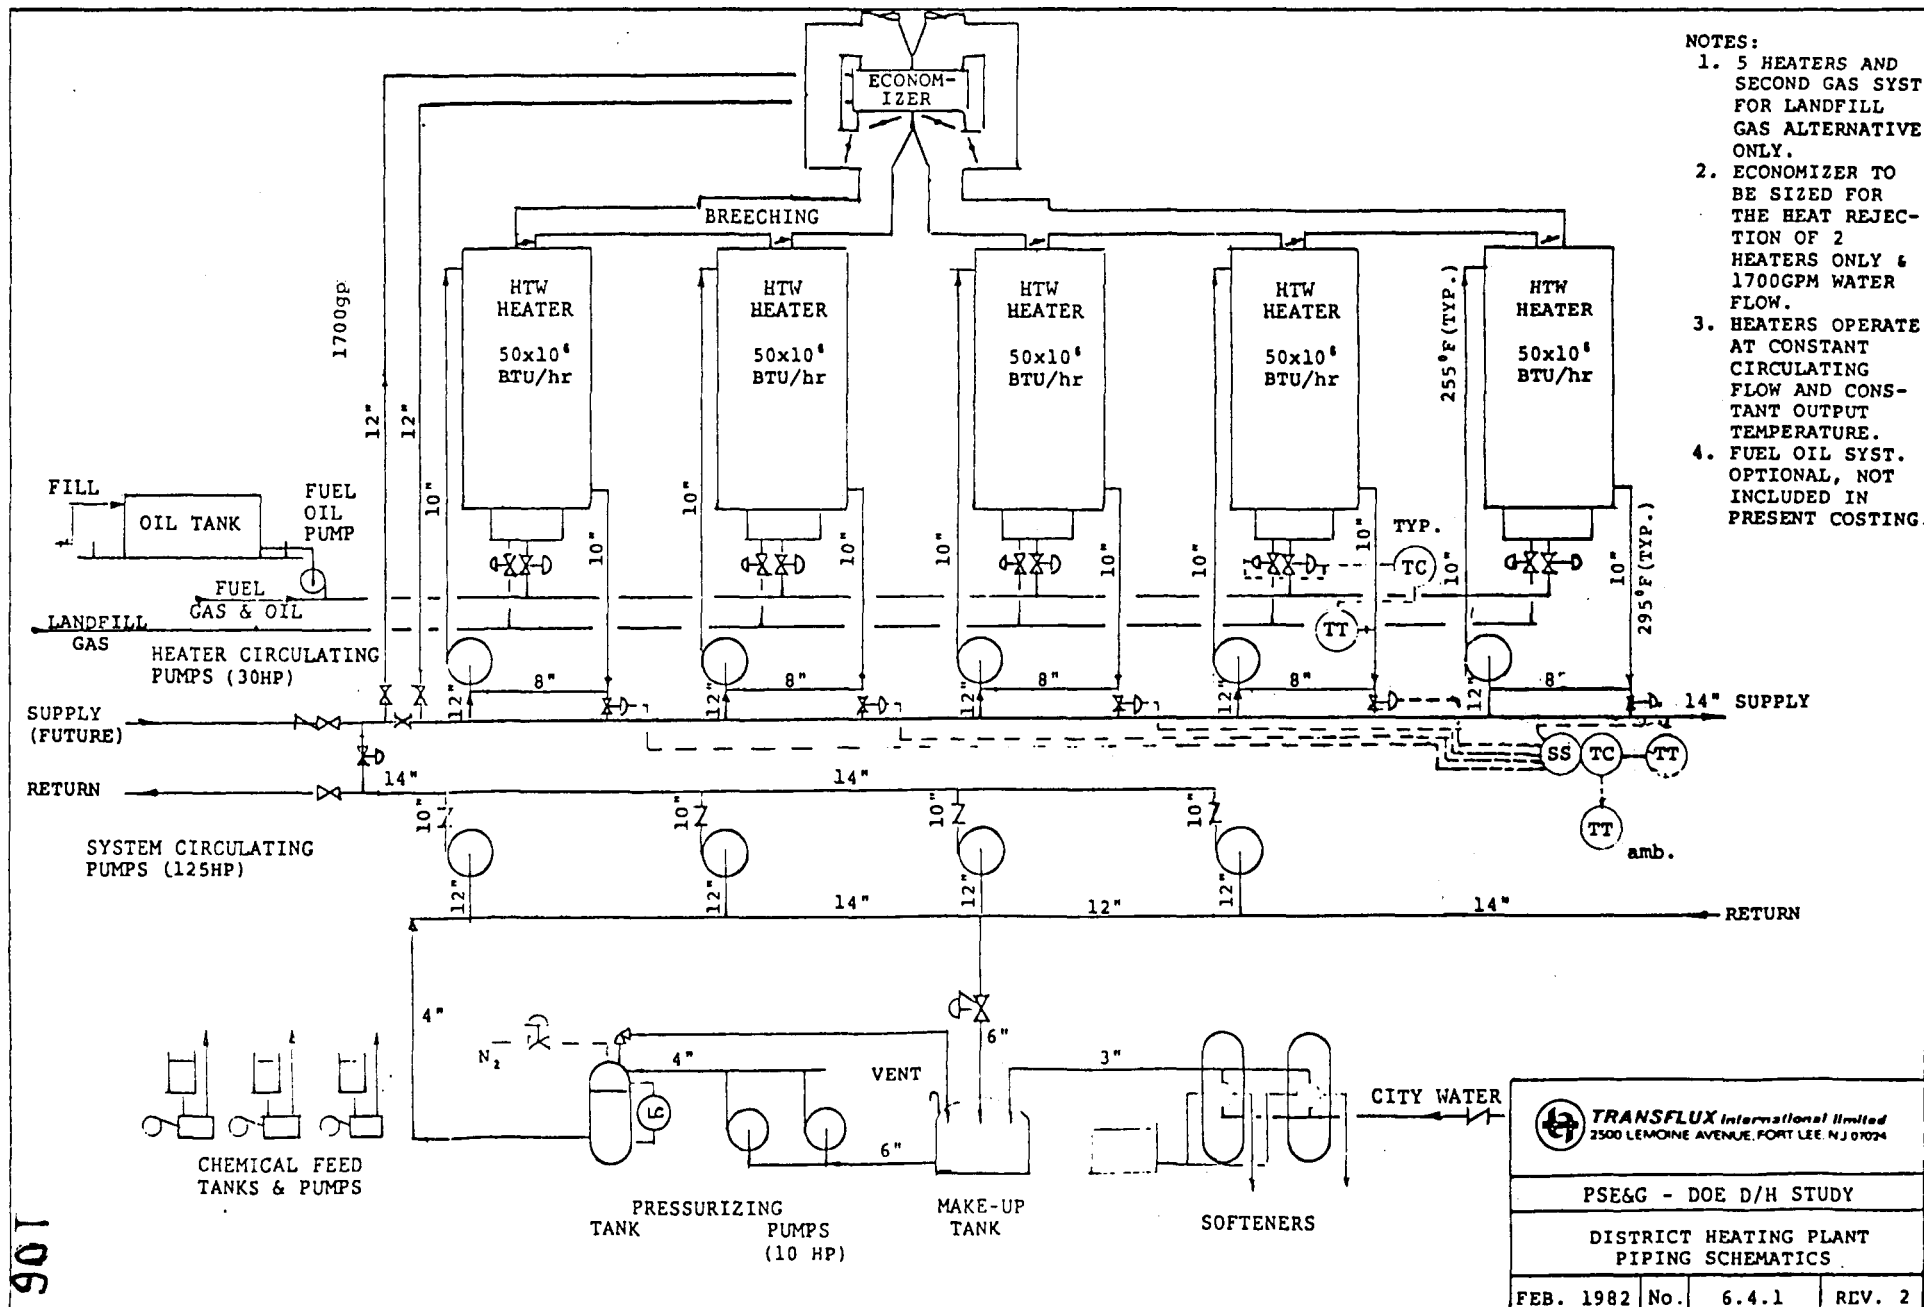 NOTES:
1. 5 HEATERS AND
SECOND GAS SYST
FOR LANDFILL
GAS ALTERNATIVE
ONLY.
2. ECONOMIZER TO
BE SIZED FOR
THE HEAT REJEC-
TION OF 2
HEATERS ONLY &
1700GPM WATER
FLOW.
3. HEATERS OPERATE
AT CONSTANT
CIRCULATING
FLOW AND CONS-
TANT OUTPUT
TEMPERATURE.
4. FUEL OIL SYST.
OPTIONAL, NOT
INCLUDED IN
PRESENT COSTING.
ECONOM-
IZER
BREECHING
HTW
HEATER
50x10⁶
BTU/hr
HTW
HEATER
50x10⁶
BTU/hr
HTW
HEATER
50x10⁶
BTU/hr
HTW
HEATER
50x10⁶
BTU/hr
HTW
HEATER
50x10⁶
BTU/hr
1700gp
12"
12"
10"
10"
10"
10"
10"
10"
10"
10"
10"
10"
255°F(TYP.)
295°F(TYP.)
TYP.
TC
TT
FILL
OIL TANK
FUEL
OIL
PUMP
FUEL
GAS & OIL
LANDFILL
GAS
HEATER CIRCULATING
PUMPS (30HP)
12"
8"
12"
8"
12"
8"
12"
8"
12"
8"
SUPPLY
(FUTURE)
14" SUPPLY
SS
TC
TT
TT
amb.
RETURN
14"
14"
10"
10"
10"
10"
SYSTEM CIRCULATING
PUMPS (125HP)
12"
12"
12"
12"
14"
12"
14"
RETURN
4"
N₂
4"
LC
VENT
6"
6"
3"
CITY WATER
CHEMICAL FEED
TANKS & PUMPS
PRESSURIZING
TANK
PUMPS
(10 HP)
MAKE-UP
TANK
SOFTENERS
TRANSFLUX international limited
2500 LEMOINE AVENUE, FORT LEE, NJ 07024
PSE&G - DOE D/H STUDY
DISTRICT HEATING PLANT
PIPING SCHEMATICS
FEB. 1982 No. 6.4.1 REV. 2
106